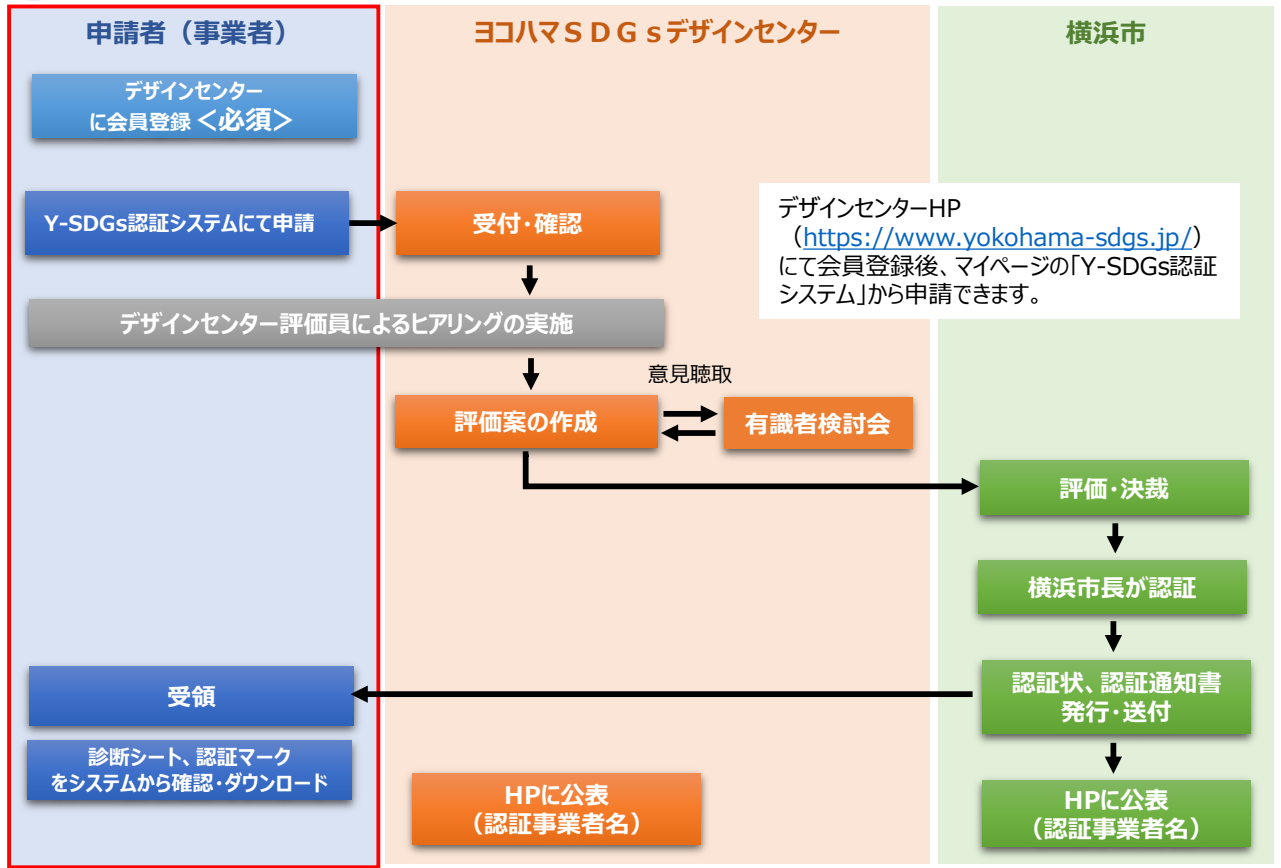 申請者（事業者）
ヨコハマＳＤＧｓデザインセンター
横浜市
デザインセンター
に会員登録＜必須＞
Y-SDGs認証システムにて申請
受付・確認
デザインセンターHP
（https://www.yokohama-sdgs.jp/）
にて会員登録後、マイページの「Y-SDGs認証
システム」から申請できます。
デザインセンター評価員によるヒアリングの実施
意見聴取
評価案の作成
有識者検討会
評価・決裁
横浜市長が認証
認証状、認証通知書
発行・送付
受領
診断シート、認証マーク
をシステムから確認・ダウンロード
HPに公表
（認証事業者名）
HPに公表
（認証事業者名）